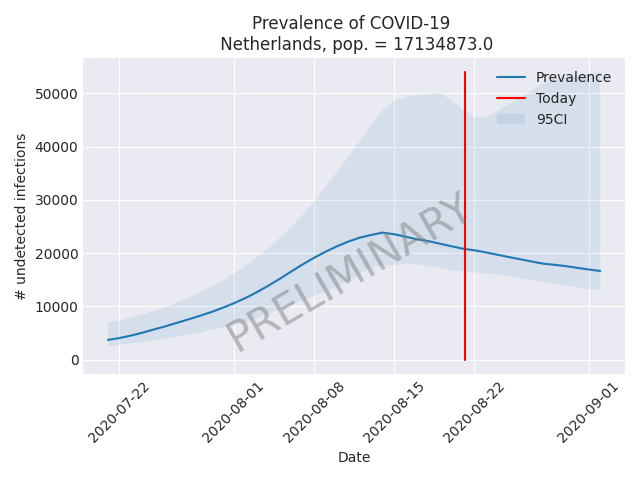 Prevalence of COVID-19
Netherlands, pop. = 17134873.0
Prevalence
Today
95CI
PRELIMINARY
# undetected infections
50000
40000
30000
20000
10000
0
2020-07-22
2020-08-01
2020-08-08
2020-08-15
2020-08-22
2020-09-01
Date